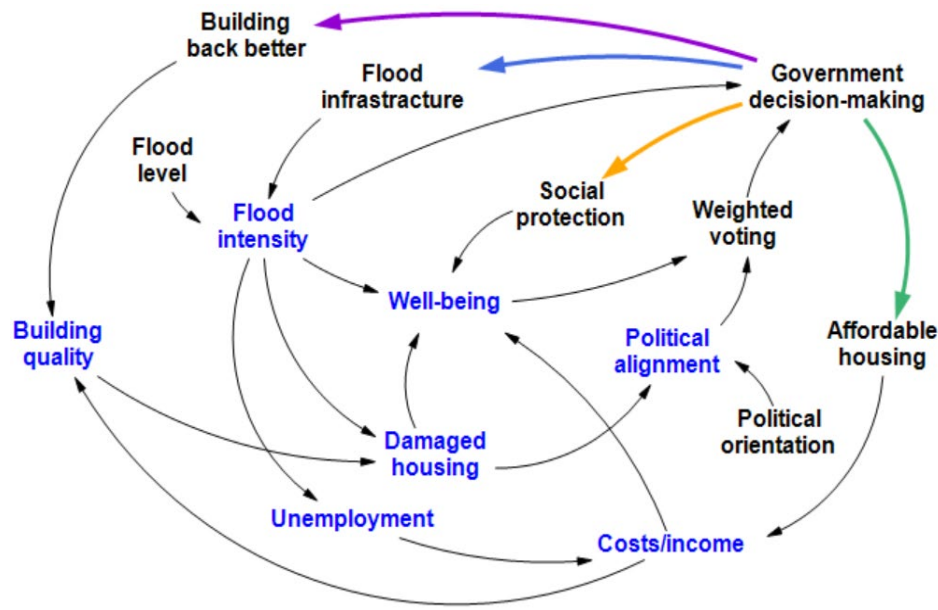 Building
back better
Government
decision-making
Flood
infrastracture
Flood
level
Social
protection
Weighted
voting
Flood
intensity
Well-being
Building
quality
Political
alignment
Affordable
housing
Political
orientation
Damaged
housing
Unemployment
Costs/income